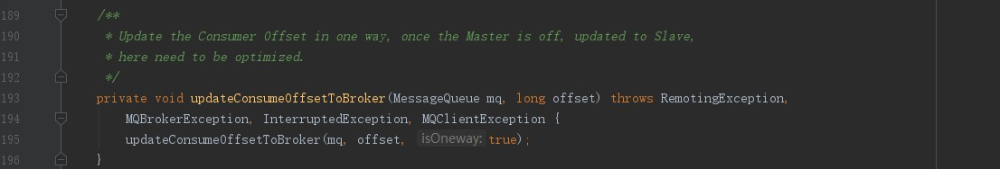 189 /**
190 * Update the Consumer Offset in one way, once the Master is off, updated to Slave,
191 * here need to be optimized.
192 */
193 private void updateConsumeOffsetToBroker(MessageQueue mq, long offset) throws RemotingException,
194 MQBrokerException, InterruptedException, MQClientException {
195 updateConsumeOffsetToBroker(mq, offset, isOneway: true);
196 }